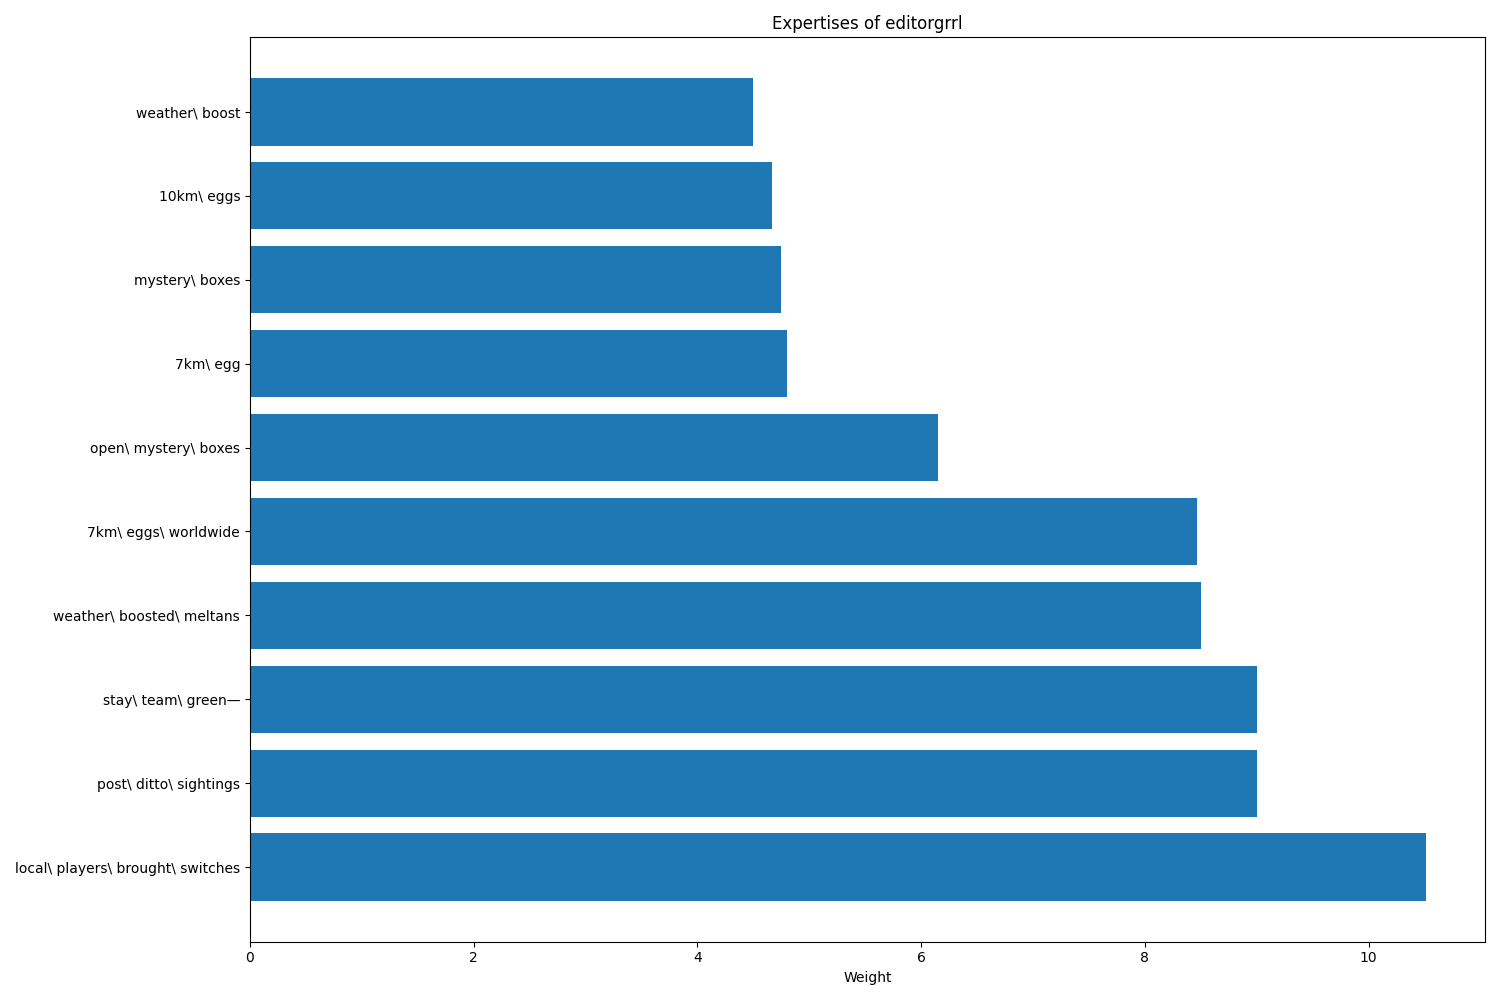 Expertises of editorgrrl
weather\ boost
10km\ eggs
mystery\ boxes
7km\ egg
open\ mystery\ boxes
7km\ eggs\ worldwide
weather\ boosted\ meltans
stay\ team\ green—
post\ ditto\ sightings
local\ players\ brought\ switches
0 2 4 6 8 10
Weight